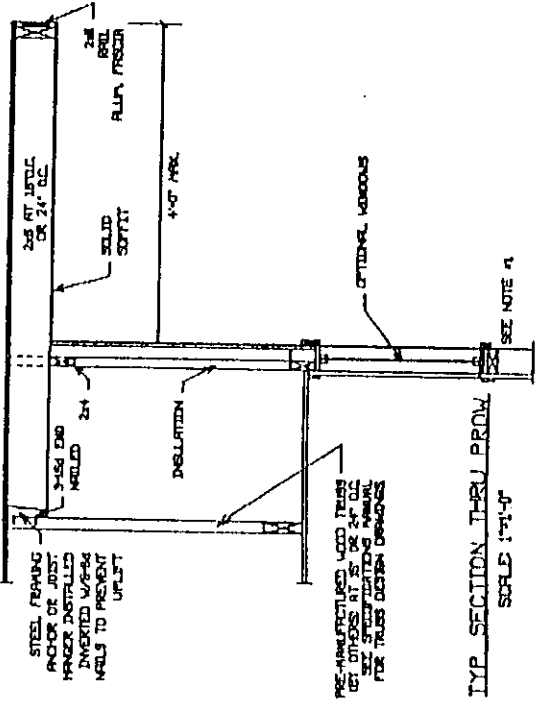 2x8
RAIL
ALUM. FASCIA
2x8 AT 16"O.C.
OR 24" O.C.
SOLID
SOFFIT
4'-0" MAX.
STEEL FRAMING
ANCHOR OR JOIST
HANGER INSTALLED
INVERTED W/8-8d
NAILS TO PREVENT
UPLIFT
3-16d END
NAILED
2x4
INSULATION
OPTIONAL WINDOWS
PRE-MANUFACTURED WOOD TRUSS
(BY OTHERS) AT 16" OR 24" O.C.
SEE SPECIFICATIONS MANUAL
FOR TRUSS DESIGN DRAWINGS
SEE NOTE #1
TYP. SECTION THRU PROW
SCALE: 1"=1'-0"